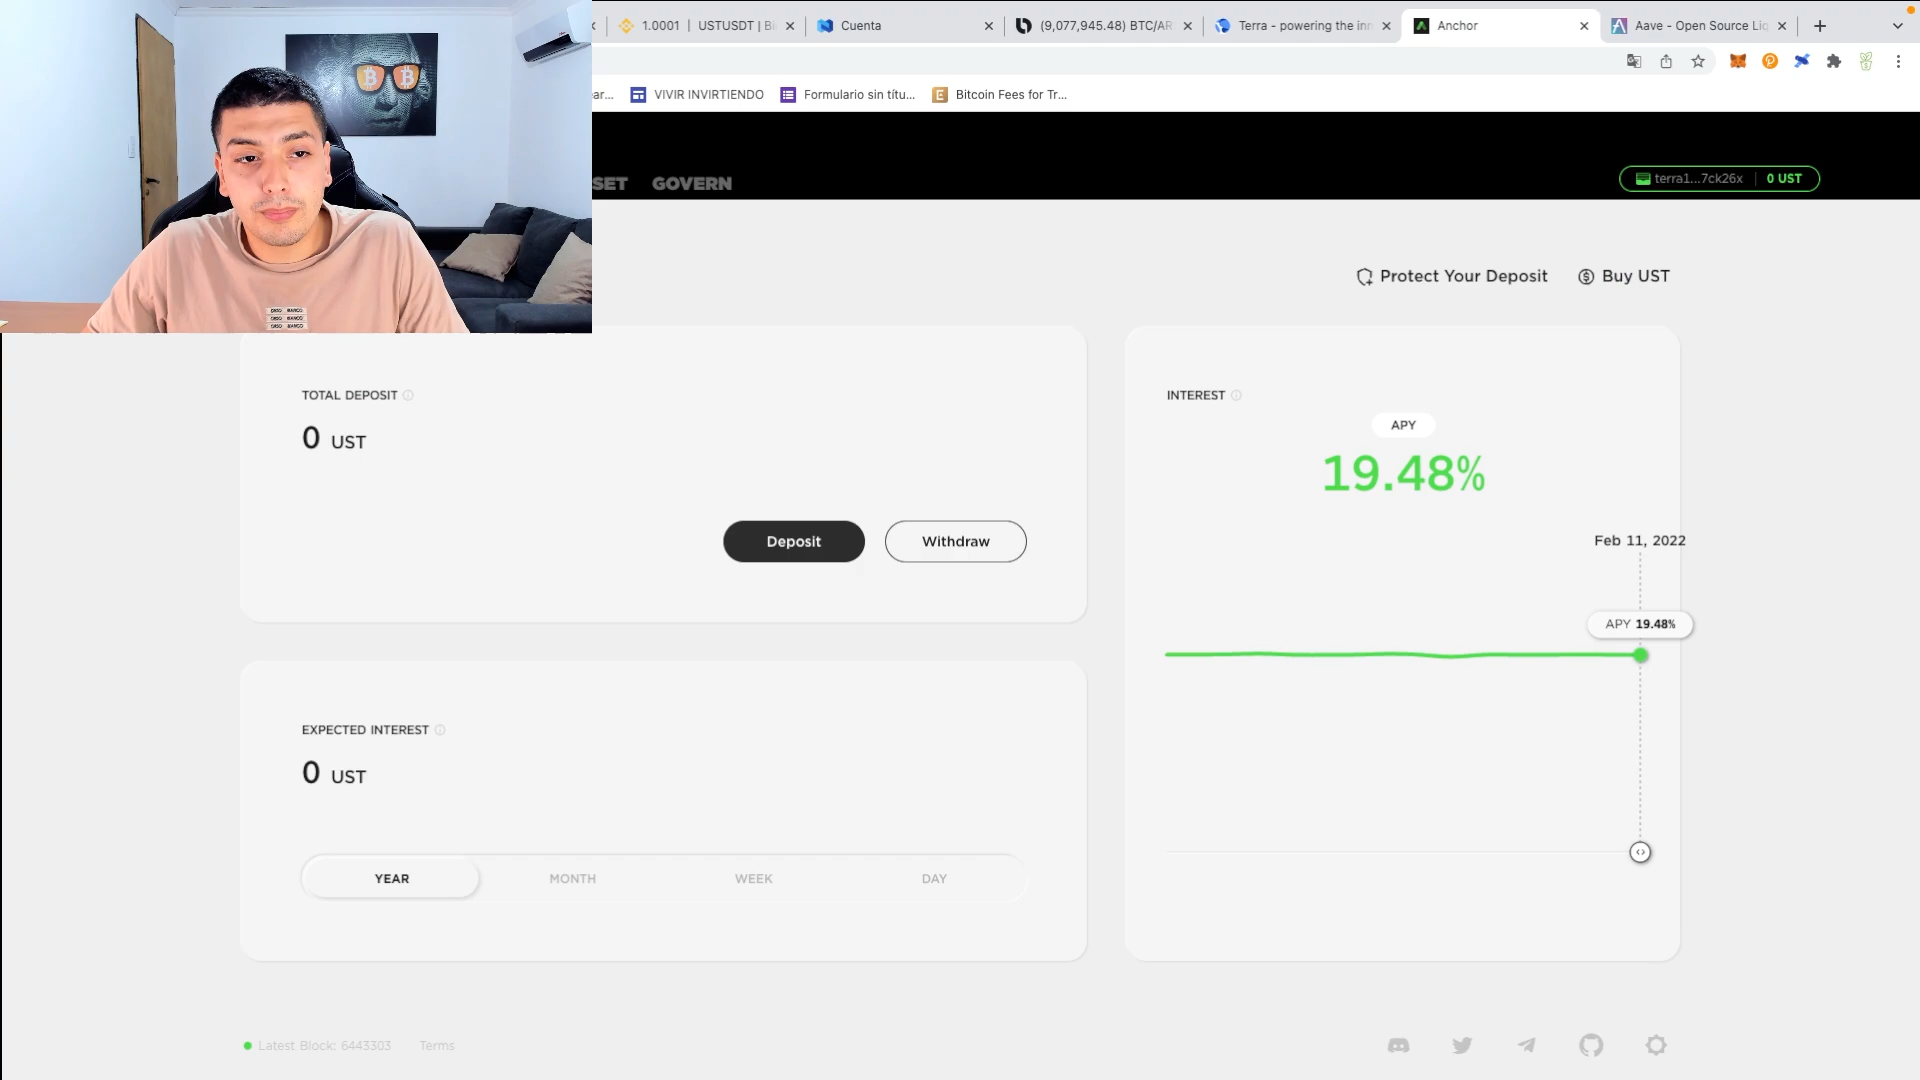 1.0001 | USTUSDT | Bi
Cuenta
(9,077,945.48) BTC/AR
Terra - powering the inn
Anchor
Aave - Open Source Liq
ar...
VIVIR INVIRTIENDO
Formulario sin títu...
Bitcoin Fees for Tr...
SET
GOVERN
terra1...7ck26x
0 UST
Protect Your Deposit
Buy UST
TOTAL DEPOSIT
0 UST
Deposit
Withdraw
INTEREST
APY
19.48%
Feb 11, 2022
APY 19.48%
EXPECTED INTEREST
0 UST
YEAR
MONTH
WEEK
DAY
Latest Block: 6443303
Terms